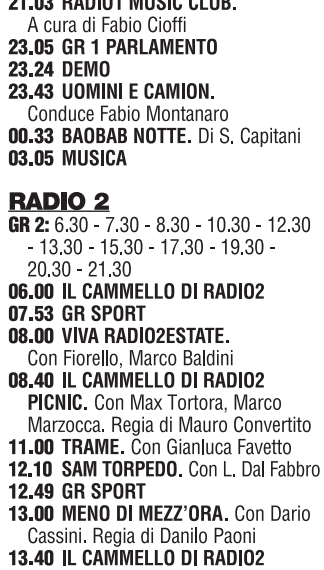 21.03 RADIO1 MUSIC CLUB.
A cura di Fabio Cioffi
23.05 GR 1 PARLAMENTO
23.24 DEMO
23.43 UOMINI E CAMION.
Conduce Fabio Montanaro
00.33 BAOBAB NOTTE. Di S. Capitani
03.05 MUSICA
RADIO 2
GR 2: 6.30 - 7.30 - 8.30 - 10.30 - 12.30
- 13.30 - 15.30 - 17.30 - 19.30 -
20.30 - 21.30
06.00 IL CAMMELLO DI RADIO2
07.53 GR SPORT
08.00 VIVA RADIO2ESTATE.
Con Fiorello, Marco Baldini
08.40 IL CAMMELLO DI RADIO2
PICNIC. Con Max Tortora, Marco
Marzocca. Regia di Mauro Convertito
11.00 TRAME. Con Gianluca Favetto
12.10 SAM TORPEDO. Con L. Dal Fabbro
12.49 GR SPORT
13.00 MENO DI MEZZ'ORA. Con Dario
Cassini. Regia di Danilo Paoni
13.40 IL CAMMELLO DI RADIO2